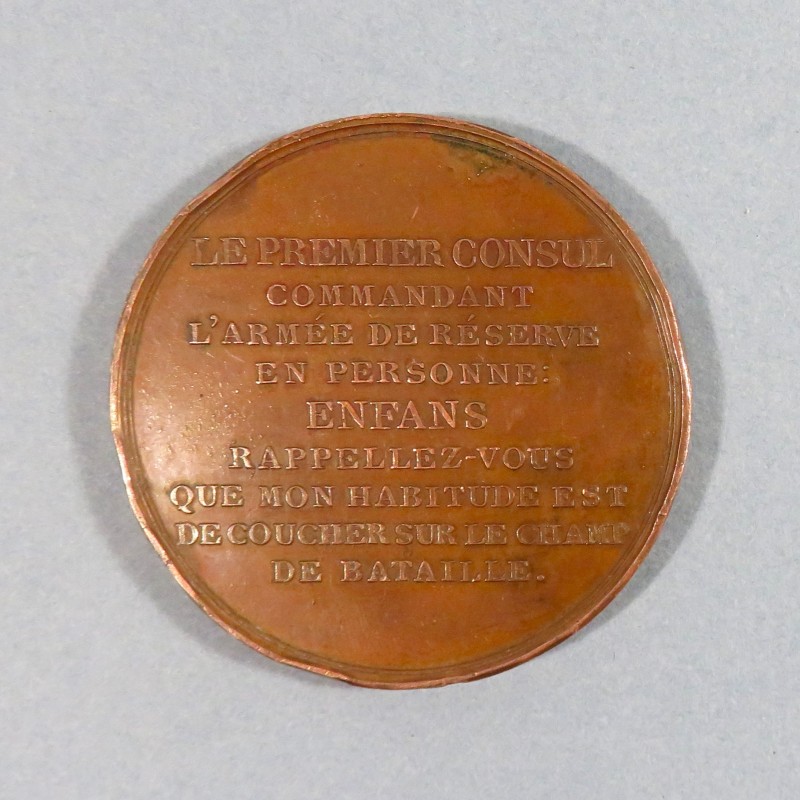 LE PREMIER CONSUL
COMMANDANT
L'ARMÉE DE RÉSERVE
EN PERSONNE:
ENFANS
RAPPELLEZ-VOUS
QUE MON HABITUDE EST
DE COUCHER SUR LE CHAMP
DE BATAILLE.